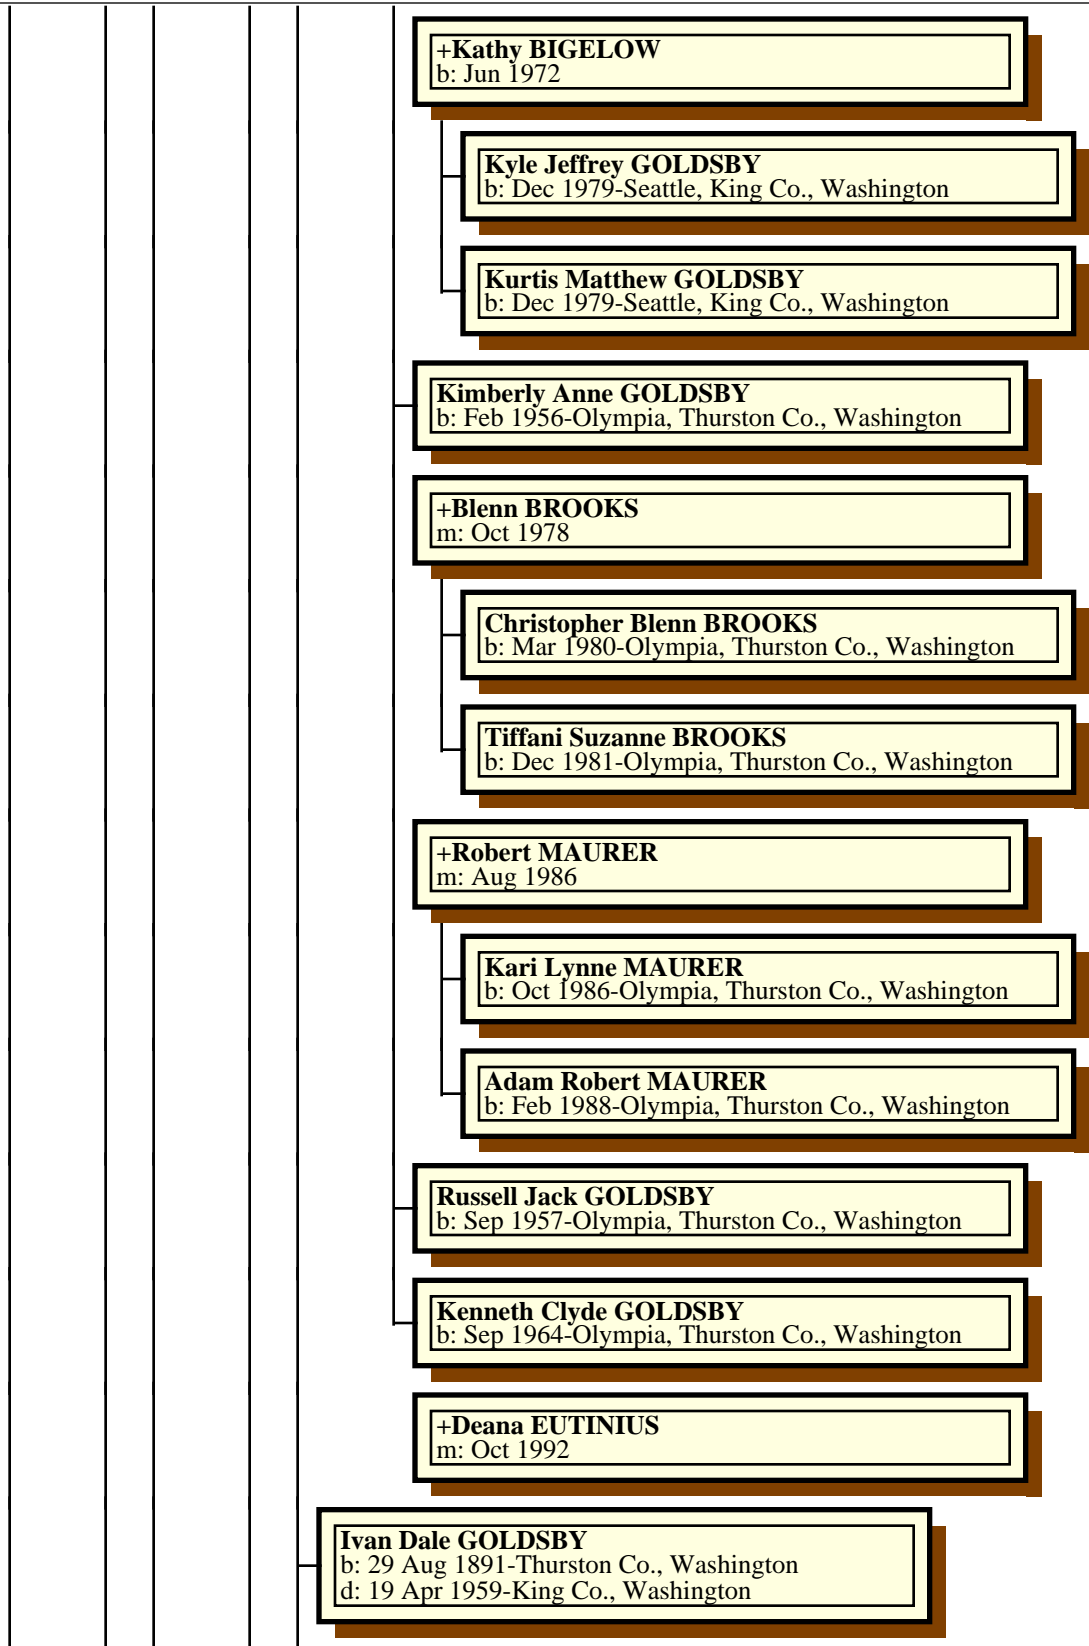 +Kathy BIGELOW
b: Jun 1972
Kyle Jeffrey GOLDSBY
b: Dec 1979-Seattle, King Co., Washington
Kurtis Matthew GOLDSBY
b: Dec 1979-Seattle, King Co., Washington
Kimberly Anne GOLDSBY
b: Feb 1956-Olympia, Thurston Co., Washington
+Blenn BROOKS
m: Oct 1978
Christopher Blenn BROOKS
b: Mar 1980-Olympia, Thurston Co., Washington
Tiffani Suzanne BROOKS
b: Dec 1981-Olympia, Thurston Co., Washington
+Robert MAURER
m: Aug 1986
Kari Lynne MAURER
b: Oct 1986-Olympia, Thurston Co., Washington
Adam Robert MAURER
b: Feb 1988-Olympia, Thurston Co., Washington
Russell Jack GOLDSBY
b: Sep 1957-Olympia, Thurston Co., Washington
Kenneth Clyde GOLDSBY
b: Sep 1964-Olympia, Thurston Co., Washington
+Deana EUTINIUS
m: Oct 1992
Ivan Dale GOLDSBY
b: 29 Aug 1891-Thurston Co., Washington
d: 19 Apr 1959-King Co., Washington